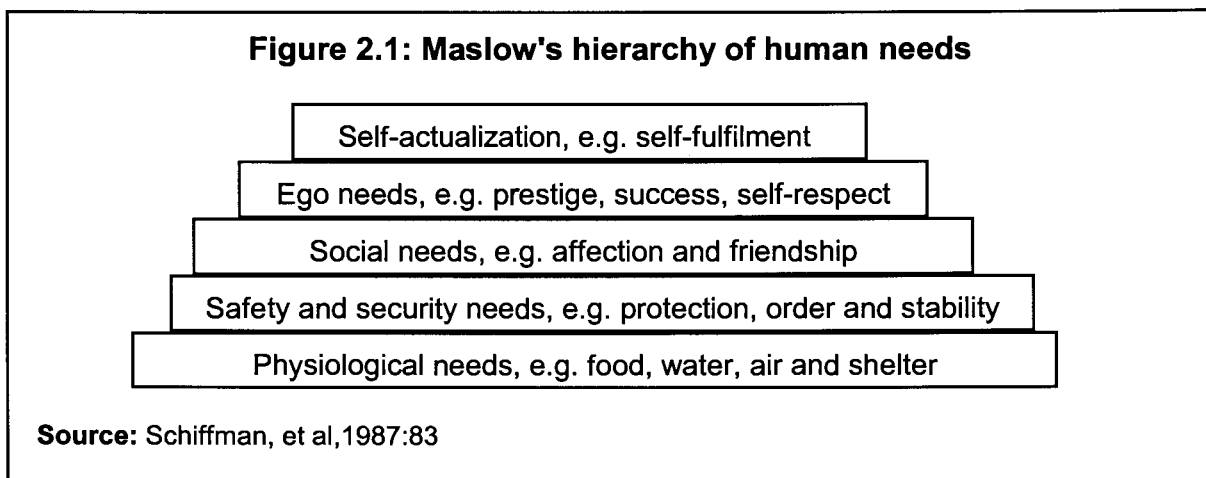 Figure 2.1: Maslow's hierarchy of human needs
Self-actualization, e.g. self-fulfilment
Ego needs, e.g. prestige, success, self-respect
Social needs, e.g. affection and friendship
Safety and security needs, e.g. protection, order and stability
Physiological needs, e.g. food, water, air and shelter
Source: Schiffman, et al,1987:83